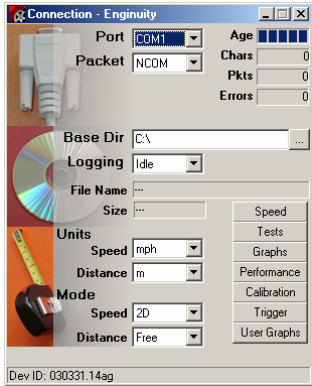 Connection - Enginuity
Port COM1 Age
Packet NCOM Chars 0
Pkts 0
Errors 0
Base Dir C:\ ...
Logging Idle
File Name ---
Size --- Speed
Units Tests
Speed mph Graphs
Distance m Performance
Mode Calibration
Speed 2D Trigger
Distance Free User Graphs
Dev ID: 030331.14ag